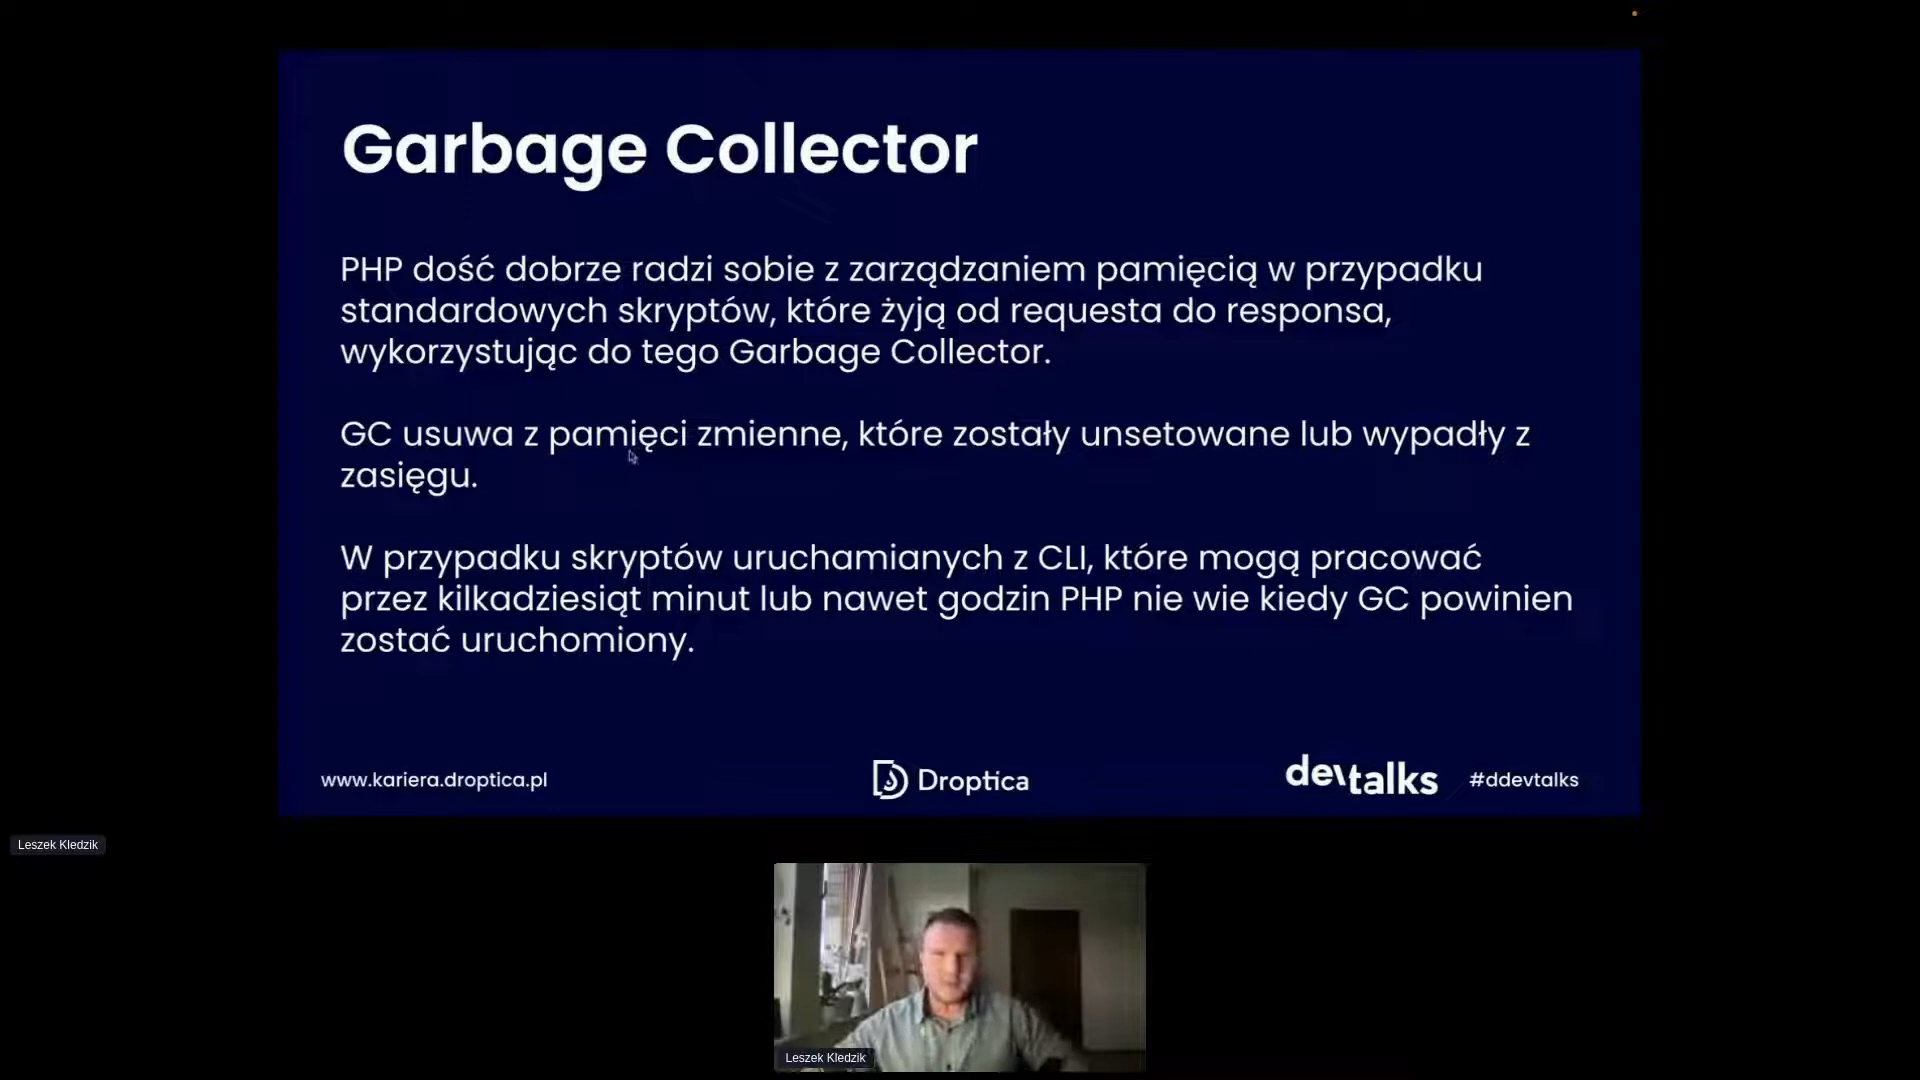 Garbage Collector
PHP dość dobrze radzi sobie z zarządzaniem pamięcią w przypadku
standardowych skryptów, które żyją od requesta do responsa,
wykorzystując do tego Garbage Collector.
GC usuwa z pamięci zmienne, które zostały unsetowane lub wypadły z
zasięgu.
W przypadku skryptów uruchamianych z CLI, które mogą pracować
przez kilkadziesiąt minut lub nawet godzin PHP nie wie kiedy GC powinien
zostać uruchomiony.
www.kariera.droptica.pl
Droptica
devtalks
#ddevtalks
Leszek Kledzik
Leszek Kledzik